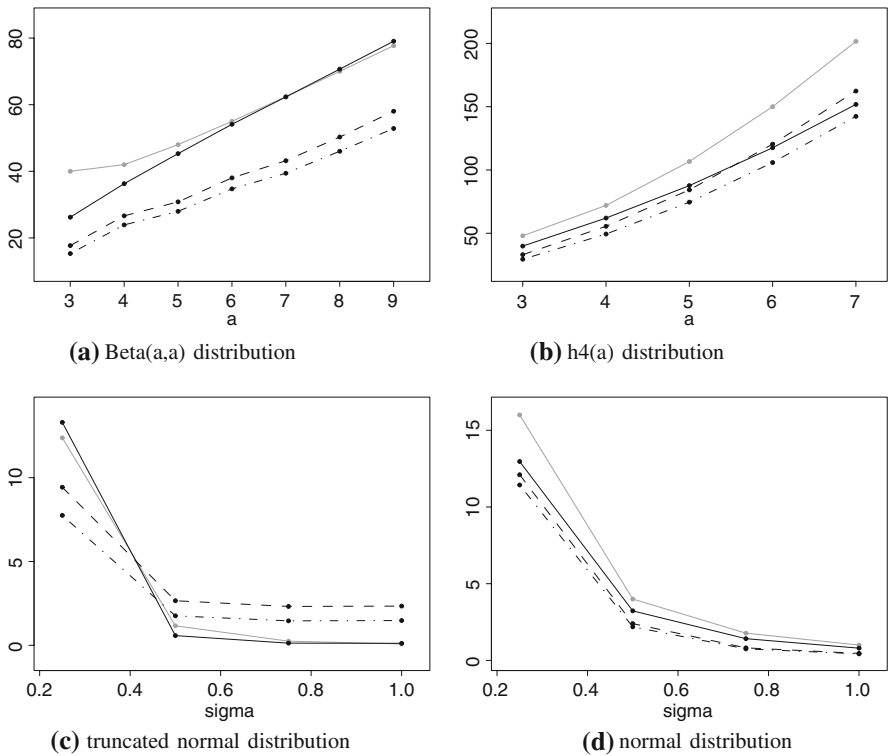 80
60
40
20
3 4 5 6 7 8 9
a
(a) Beta(a,a) distribution
200
150
100
50
3 4 5 6 7
a
(b) h4(a) distribution
10
5
0
0.2 0.4 0.6 0.8 1.0
sigma
(c) truncated normal distribution
15
10
5
0
0.2 0.4 0.6 0.8 1.0
sigma
(d) normal distribution